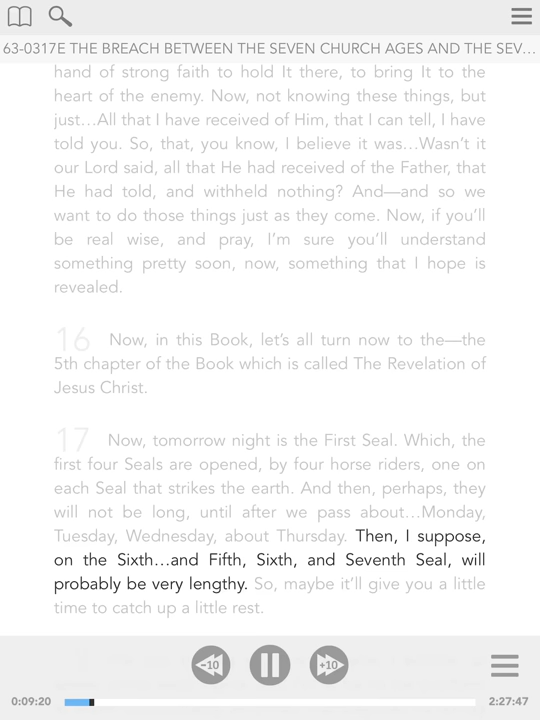 63-0317E THE BREACH BETWEEN THE SEVEN CHURCH AGES AND THE SEV...
hand of strong faith to hold It there, to bring It to the
heart of the enemy. Now, not knowing these things, but
just…All that I have received of Him, that I can tell, I have
told you. So, that, you know, I believe it was…Wasn't it
our Lord said, all that He had received of the Father, that
He had told, and withheld nothing? And—and so we
want to do those things just as they come. Now, if you'll
be real wise, and pray, I'm sure you'll understand
something pretty soon, now, something that I hope is
revealed.
16 Now, in this Book, let's all turn now to the—the
5th chapter of the Book which is called The Revelation of
Jesus Christ.
17 Now, tomorrow night is the First Seal. Which, the
first four Seals are opened, by four horse riders, one on
each Seal that strikes the earth. And then, perhaps, they
will not be long, until after we pass about…Monday,
Tuesday, Wednesday, about Thursday. Then, I suppose,
on the Sixth…and Fifth, Sixth, and Seventh Seal, will
probably be very lengthy. So, maybe it'll give you a little
time to catch up a little rest.
-10 +10
0:09:20 2:27:47